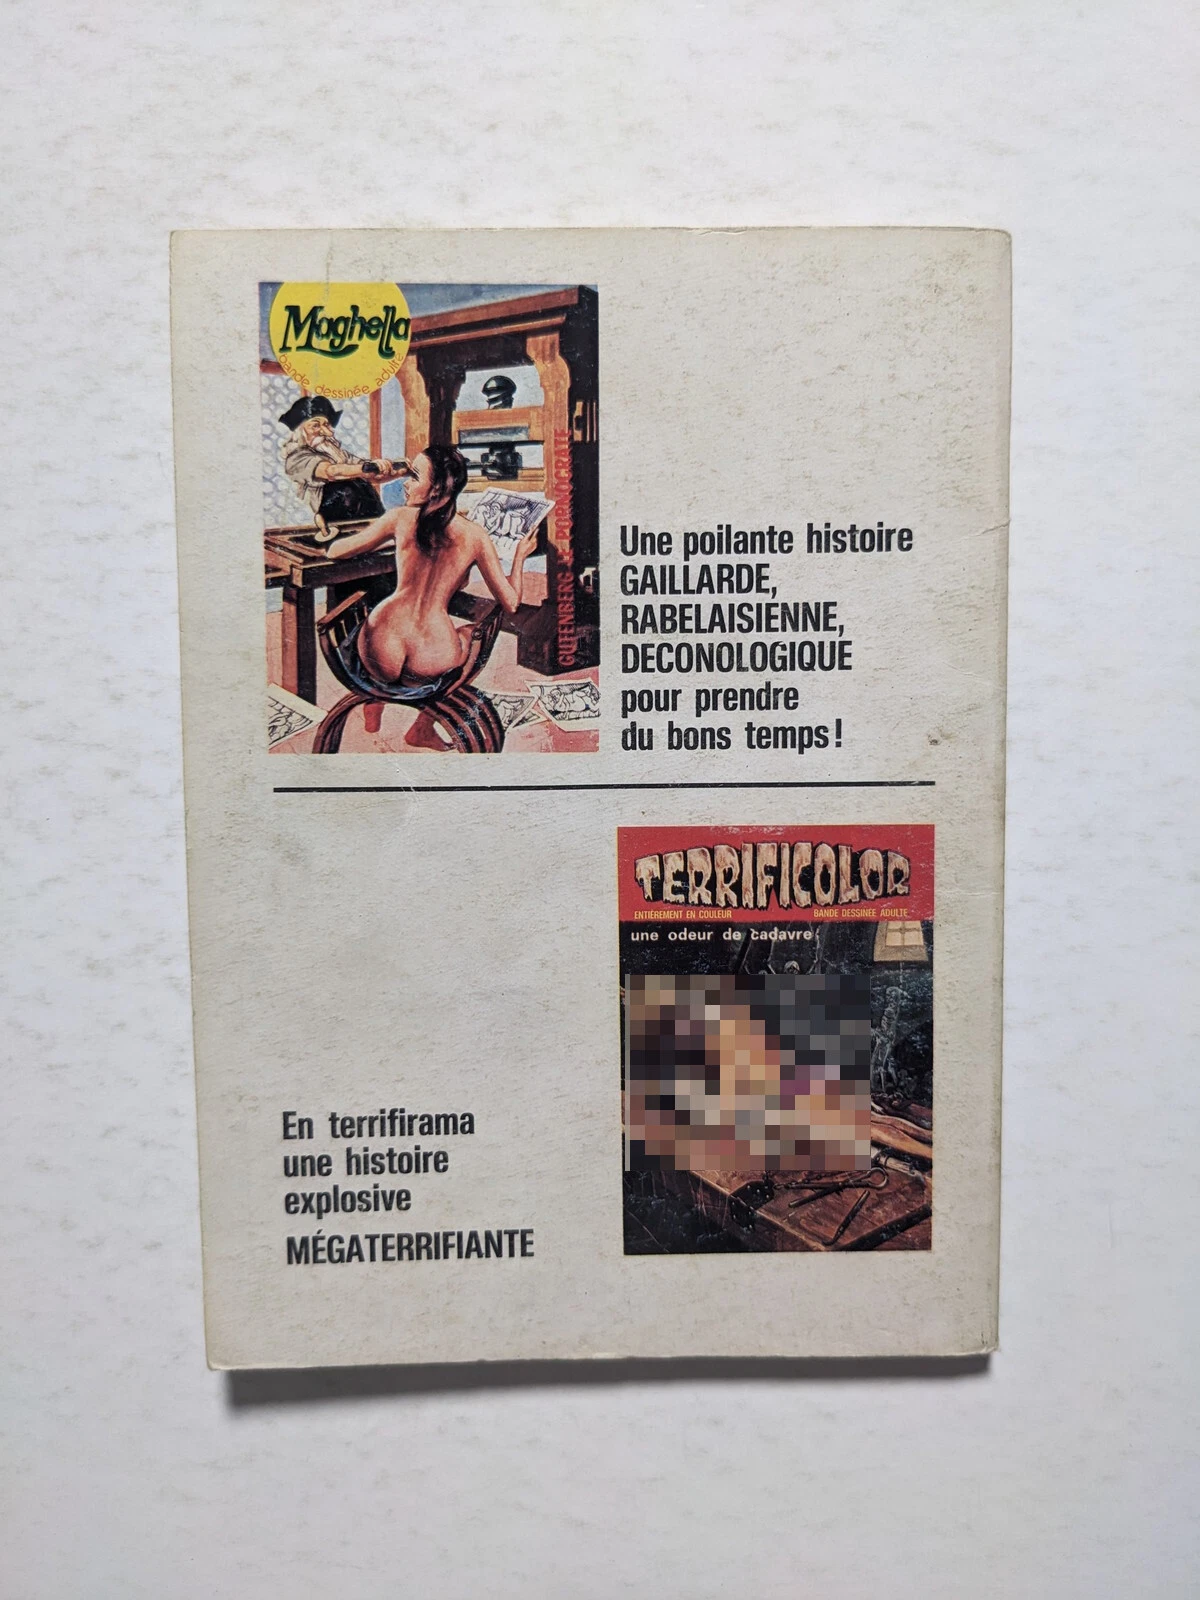 Maghella
bande dessinée adulte
GUTENBERG LE PORNOCRATE
Une poilante histoire
GAILLARDE,
RABELAISIENNE,
DECONOLOGIQUE
pour prendre
du bons temps!
TERRIFICOLOR
ENTIÈREMENT EN COULEUR
BANDE DESSINÉE ADULTE
une odeur de cadavre
En terrifirama
une histoire
explosive
MÉGATERRIFIANTE